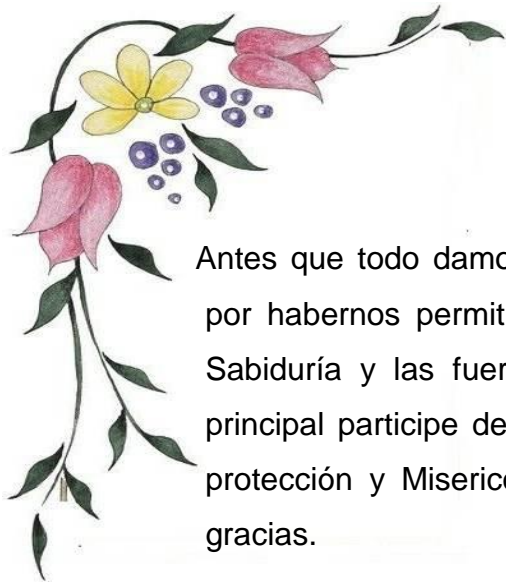 Antes que todo damo
por habernos permit
Sabiduría y las fuer
principal participe de
protección y Miserico
gracias.